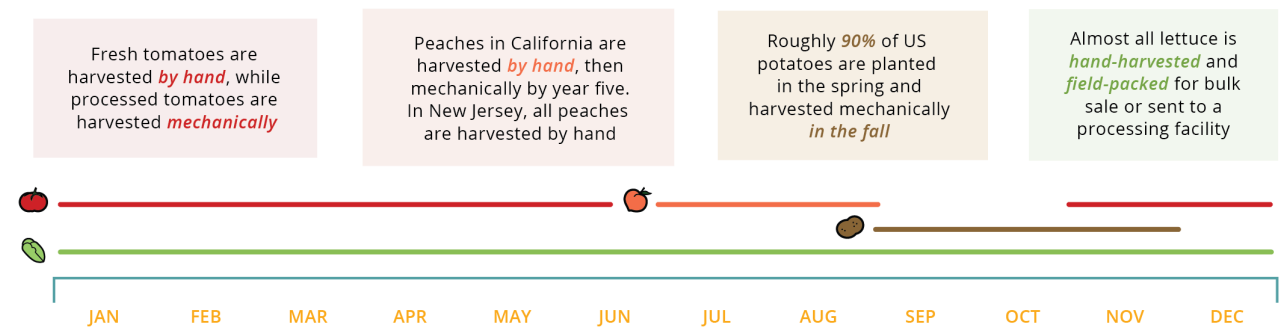 Fresh tomatoes are
harvested by hand, while
processed tomatoes are
harvested mechanically
Peaches in California are
harvested by hand, then
mechanically by year five.
In New Jersey, all peaches
are harvested by hand
Roughly 90% of US
potatoes are planted
in the spring and
harvested mechanically
in the fall
Almost all lettuce is
hand-harvested and
field-packed for bulk
sale or sent to a
processing facility
JAN FEB MAR APR MAY JUN JUL AUG SEP OCT NOV DEC